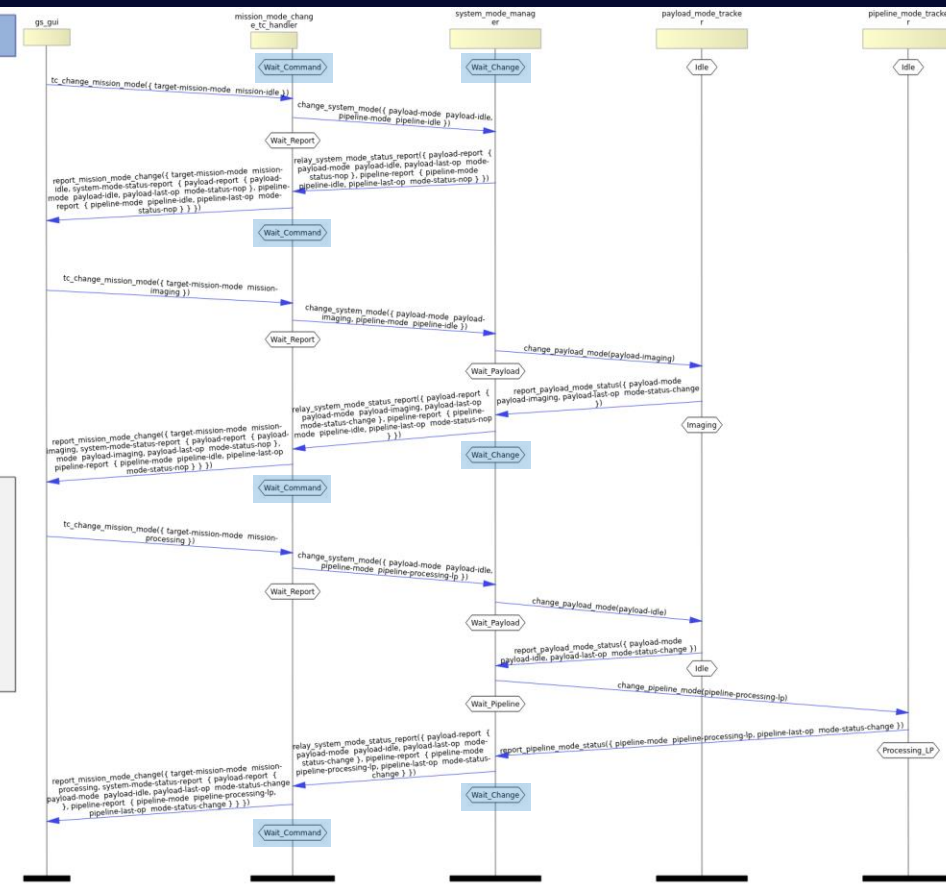 gs_gui
mission_mode_chang
e_tc_handler
system_mode_manag
er
payload_mode_tracke
r
pipeline_mode_tracke
r
Wait_Command
Wait_Change
Idle
Idle
tc_change_mission_mode({ target-mission-mode mission-idle })
change_system_mode({ payload-mode payload-idle,
pipeline-mode pipeline-idle })
Wait_Report
relay_system_mode_status_report({ payload-report {
payload-mode payload-idle, payload-last-op mode-
status-nop }, pipeline-report { pipeline-mode
pipeline-idle, pipeline-last-op mode-status-nop } })
report_mission_mode_change({ target-mission-mode mission-
idle, system-mode-status-report { payload-report { payload-
mode payload-idle, payload-last-op mode-status-nop }, pipeline-
report { pipeline-mode pipeline-idle, pipeline-last-op mode-
status-nop } } })
Wait_Command
tc_change_mission_mode({ target-mission-mode mission-
imaging })
change_system_mode({ payload-mode payload-
imaging, pipeline-mode pipeline-idle })
Wait_Report
change_payload_mode(payload-imaging)
Wait_Payload
report_payload_mode_status({ payload-mode
payload-imaging, payload-last-op mode-status-change
})
Imaging
relay_system_mode_status_report({ payload-report {
payload-mode payload-imaging, payload-last-op
mode-status-change }, pipeline-report { pipeline-
mode pipeline-idle, pipeline-last-op mode-status-nop
} })
Wait_Change
report_mission_mode_change({ target-mission-mode mission-
imaging, system-mode-status-report { payload-report { payload-
mode payload-imaging, payload-last-op mode-status-change },
pipeline-report { pipeline-mode pipeline-idle, pipeline-last-op
mode-status-nop } } })
Wait_Command
tc_change_mission_mode({ target-mission-mode mission-
processing })
change_system_mode({ payload-mode payload-idle,
pipeline-mode pipeline-processing-lp })
Wait_Report
change_payload_mode(payload-idle)
Wait_Payload
report_payload_mode_status({ payload-mode
payload-idle, payload-last-op mode-status-change })
Idle
change_pipeline_mode(pipeline-processing-lp)
Wait_Pipeline
report_pipeline_mode_status({ pipeline-mode pipeline-processing-lp, pipeline-last-op mode-status-change })
Processing_LP
relay_system_mode_status_report({ payload-report {
payload-mode payload-idle, payload-last-op mode-
status-change }, pipeline-report { pipeline-mode
pipeline-processing-lp, pipeline-last-op mode-status-
change } })
Wait_Change
report_mission_mode_change({ target-mission-mode mission-
processing, system-mode-status-report { payload-report {
payload-mode payload-idle, payload-last-op mode-status-change
}, pipeline-report { pipeline-mode pipeline-processing-lp,
pipeline-last-op mode-status-change } } })
Wait_Command